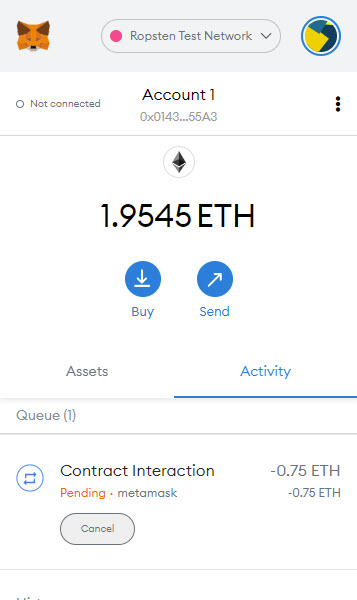 Ropsten Test Network
Not connected
Account 1
0x0143...55A3
1.9545 ETH
Buy
Send
Assets
Activity
Queue (1)
Contract Interaction
-0.75 ETH
Pending · metamask
-0.75 ETH
Cancel